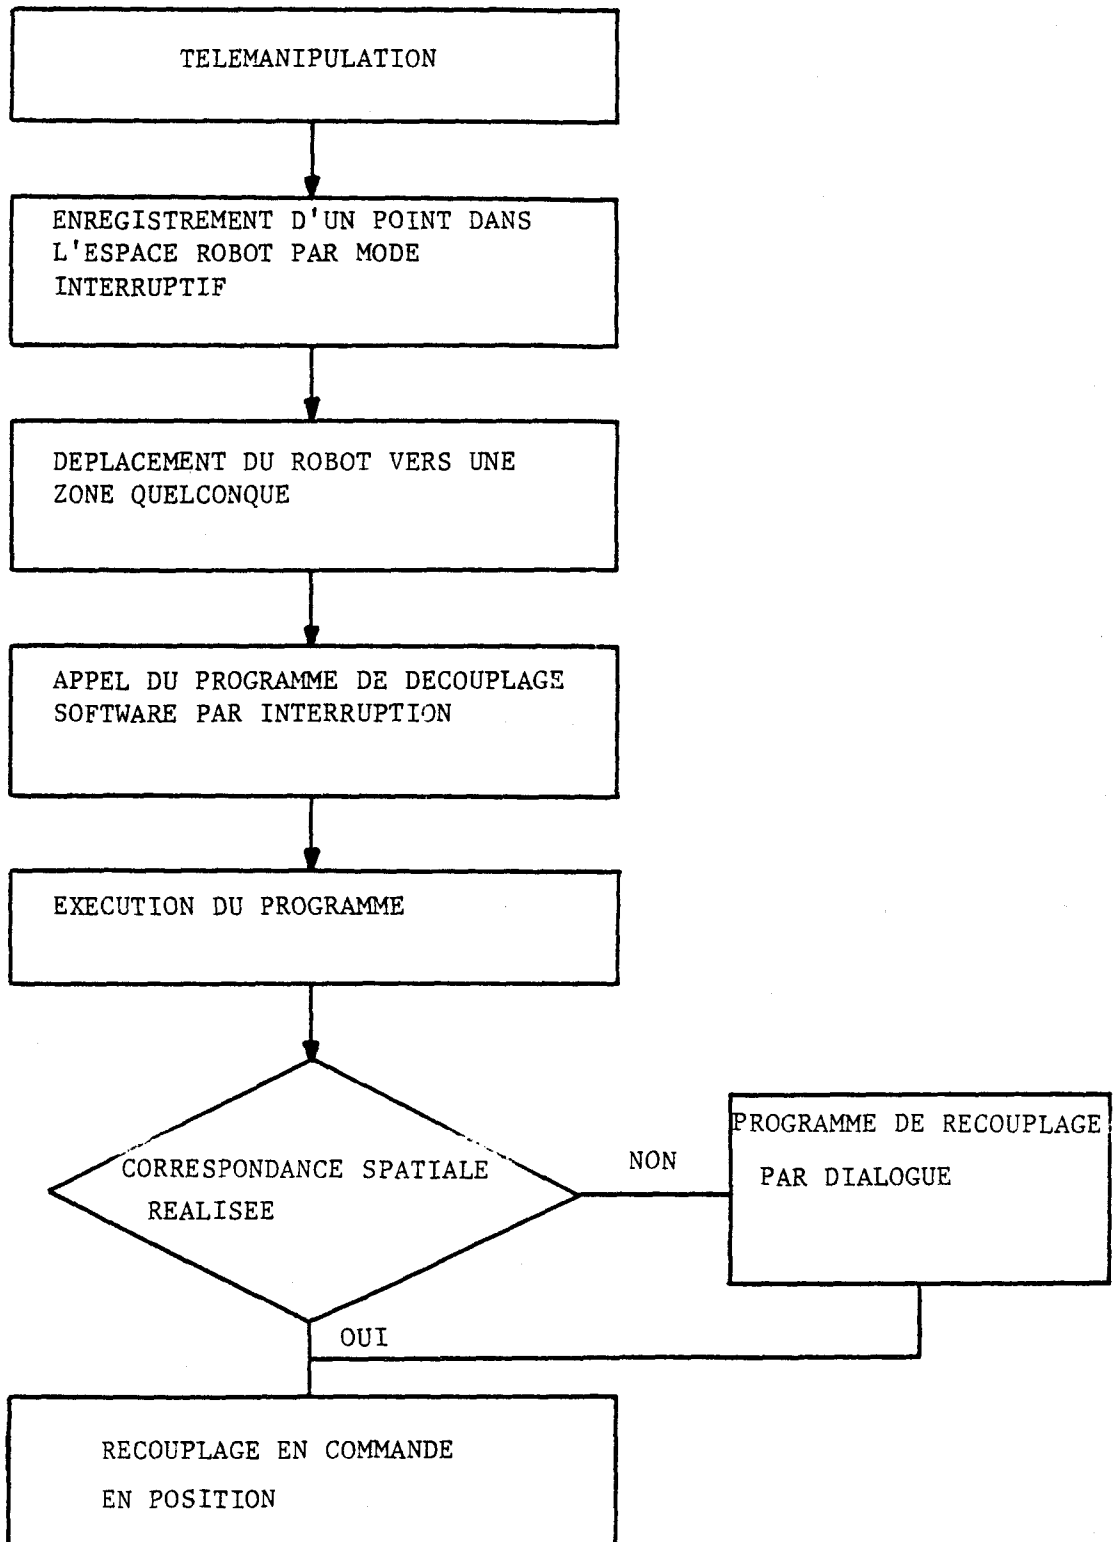 TELEMANIPULATION
ENREGISTREMENT D'UN POINT DANS
L'ESPACE ROBOT PAR MODE
INTERRUPTIF
DEPLACEMENT DU ROBOT VERS UNE
ZONE QUELCONQUE
APPEL DU PROGRAMME DE DECOUPLAGE
SOFTWARE PAR INTERRUPTION
EXECUTION DU PROGRAMME
CORRESPONDANCE SPATIALE
REALISEE
NON
PROGRAMME DE RECOUPLAGE
PAR DIALOGUE
OUI
RECOUPLAGE EN COMMANDE
EN POSITION